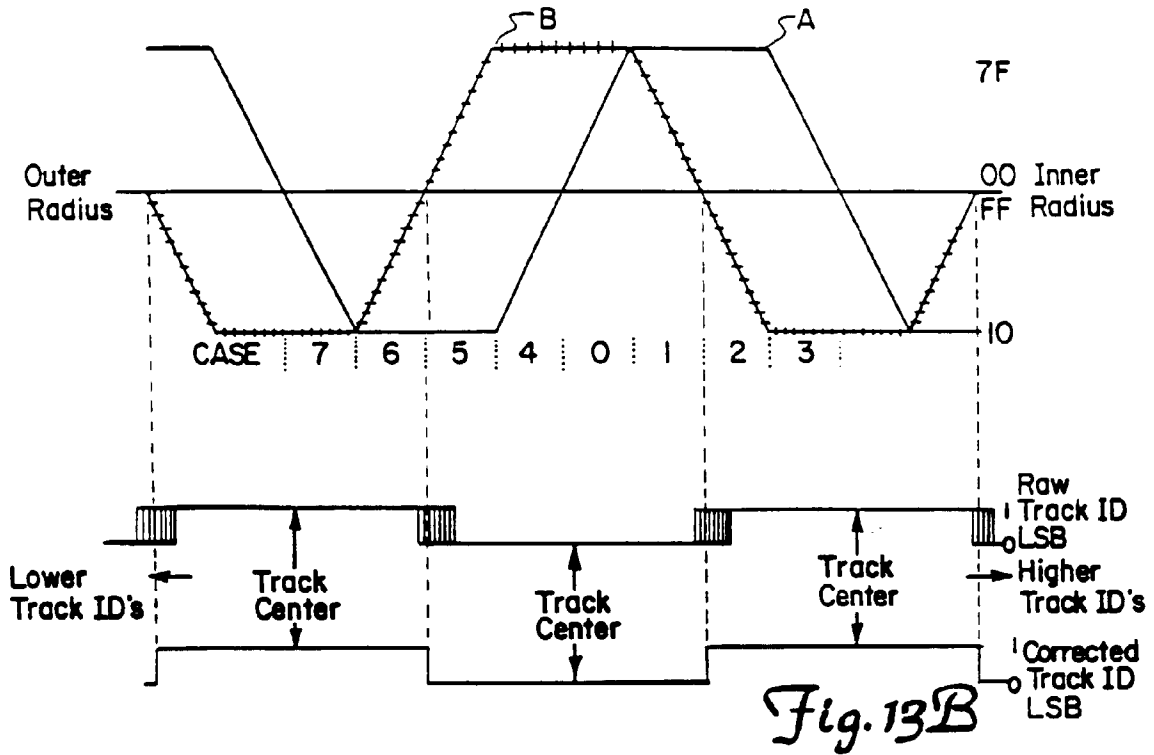 B
A
7F
Outer Radius
00
FF
Inner Radius
10
CASE 7 6 5 4 0 1 2 3
1
0
Raw Track ID LSB
Lower Track ID's
Track Center
Track Center
Track Center
Higher Track ID's
1
0
Corrected Track ID LSB
Fig. 13B